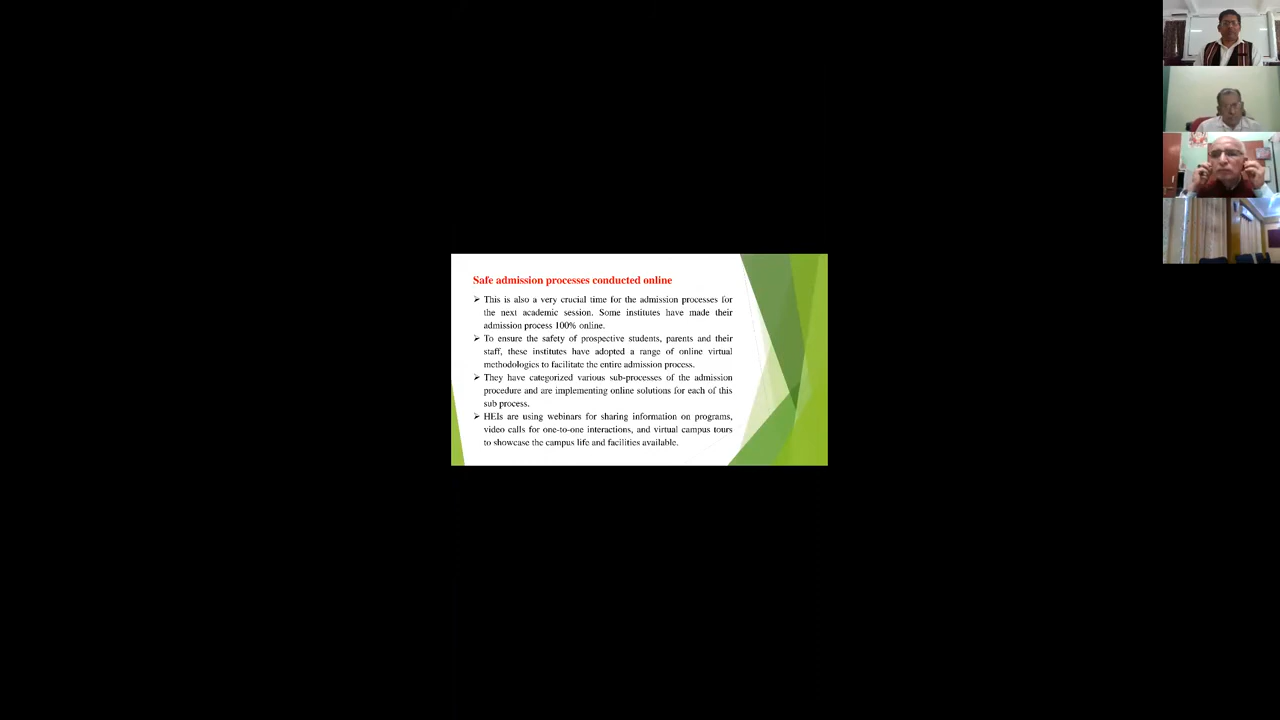 Safe admission processes conducted online
➢ This is also a very crucial time for the admission processes for
the next academic session. Some institutes have made their
admission process 100% online.
➢ To ensure the safety of prospective students, parents and their
staff, these institutes have adopted a range of online virtual
methodologies to facilitate the entire admission process.
➢ They have categorized various sub-processes of the admission
procedure and are implementing online solutions for each of this
sub process.
➢ HEIs are using webinars for sharing information on programs,
video calls for one-to-one interactions, and virtual campus tours
to showcase the campus life and facilities available.